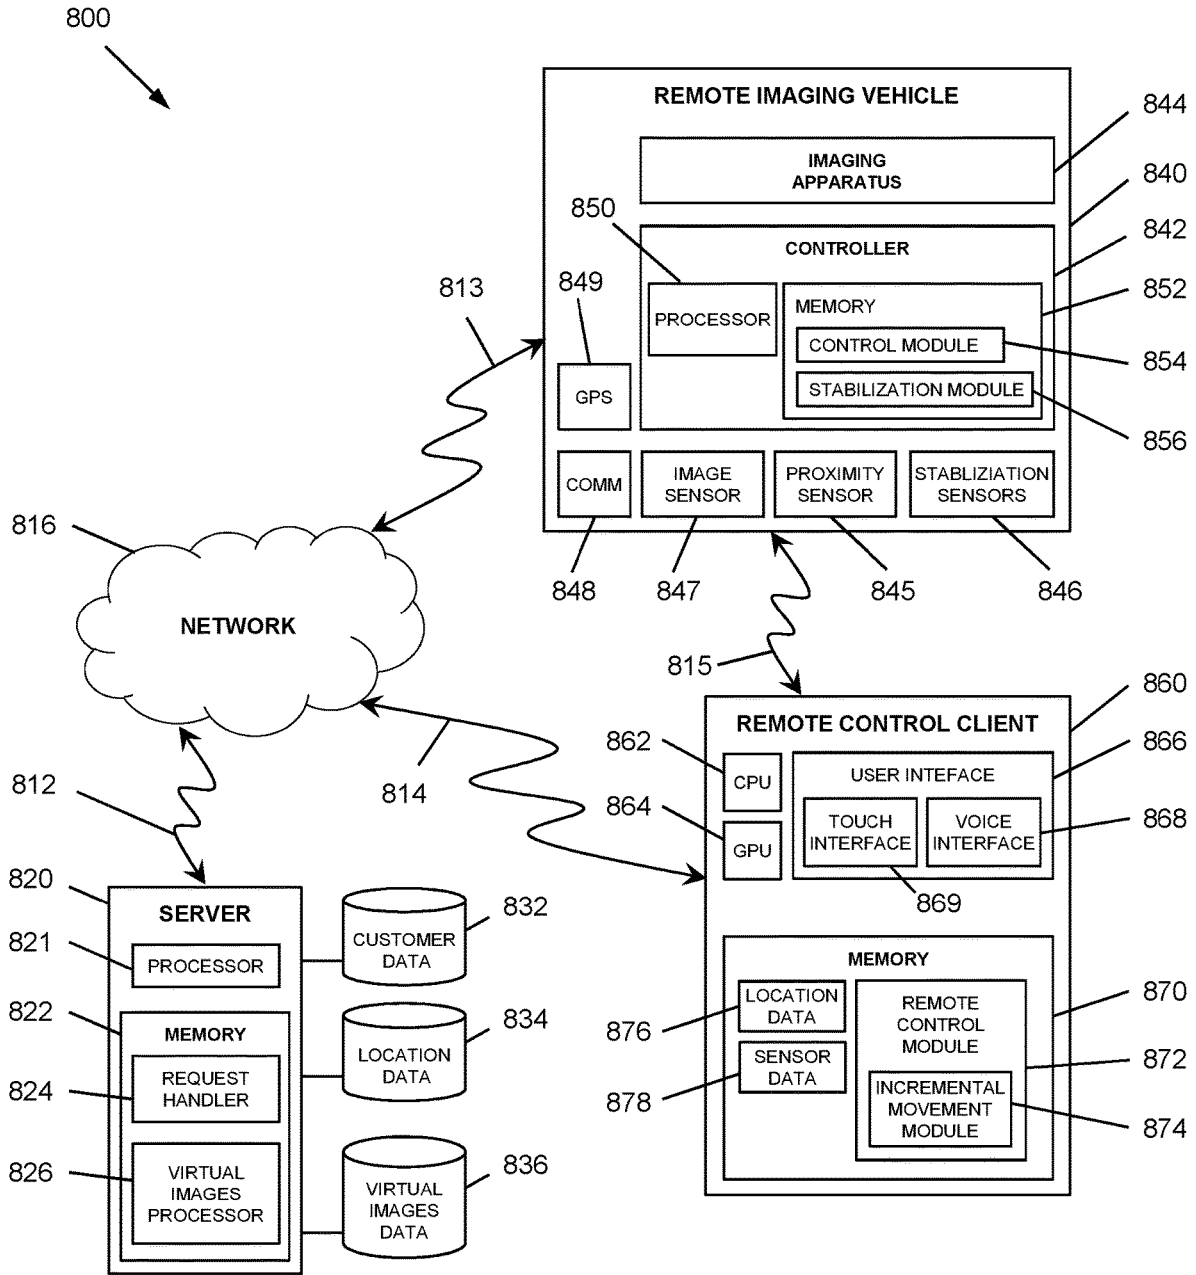 800
REMOTE IMAGING VEHICLE
844
IMAGING
APPARATUS
840
850
842
CONTROLLER
813
849
852
PROCESSOR
MEMORY
CONTROL MODULE
854
GPS
STABILIZATION MODULE
856
COMM
IMAGE
SENSOR
PROXIMITY
SENSOR
STABLIZIATION
SENSORS
816
848
847
845
846
NETWORK
815
860
REMOTE CONTROL CLIENT
862
866
CPU
USER INTEFACE
812
814
864
868
GPU
TOUCH
INTERFACE
VOICE
INTERFACE
869
820
SERVER
832
CUSTOMER
DATA
821
PROCESSOR
MEMORY
870
822
834
MEMORY
LOCATION
DATA
LOCATION
DATA
REMOTE
CONTROL
MODULE
876
872
824
REQUEST
HANDLER
SENSOR
DATA
878
INCREMENTAL
MOVEMENT
MODULE
874
826
VIRTUAL
IMAGES
PROCESSOR
836
VIRTUAL
IMAGES
DATA